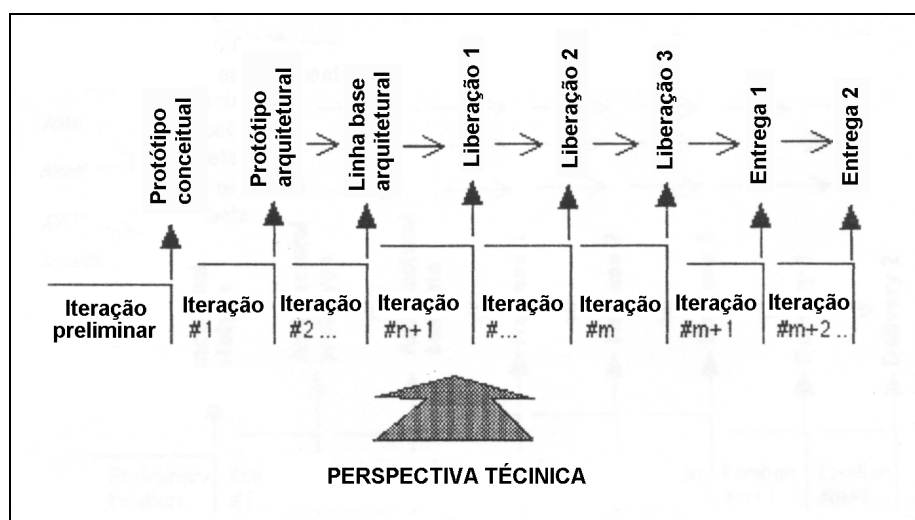 Protótipo
conceitual
Protótipo
arquitetural
Linha base
arquitetural
Liberação 1
Liberação 2
Liberação 3
Entrega 1
Entrega 2
Iteração
preliminar
Iteração
#1
Iteração
#2 ...
Iteração
#n+1
Iteração
#...
Iteração
#m
Iteração
#m+1
Iteração
#m+2 ...
PERSPECTIVA TÉCINICA